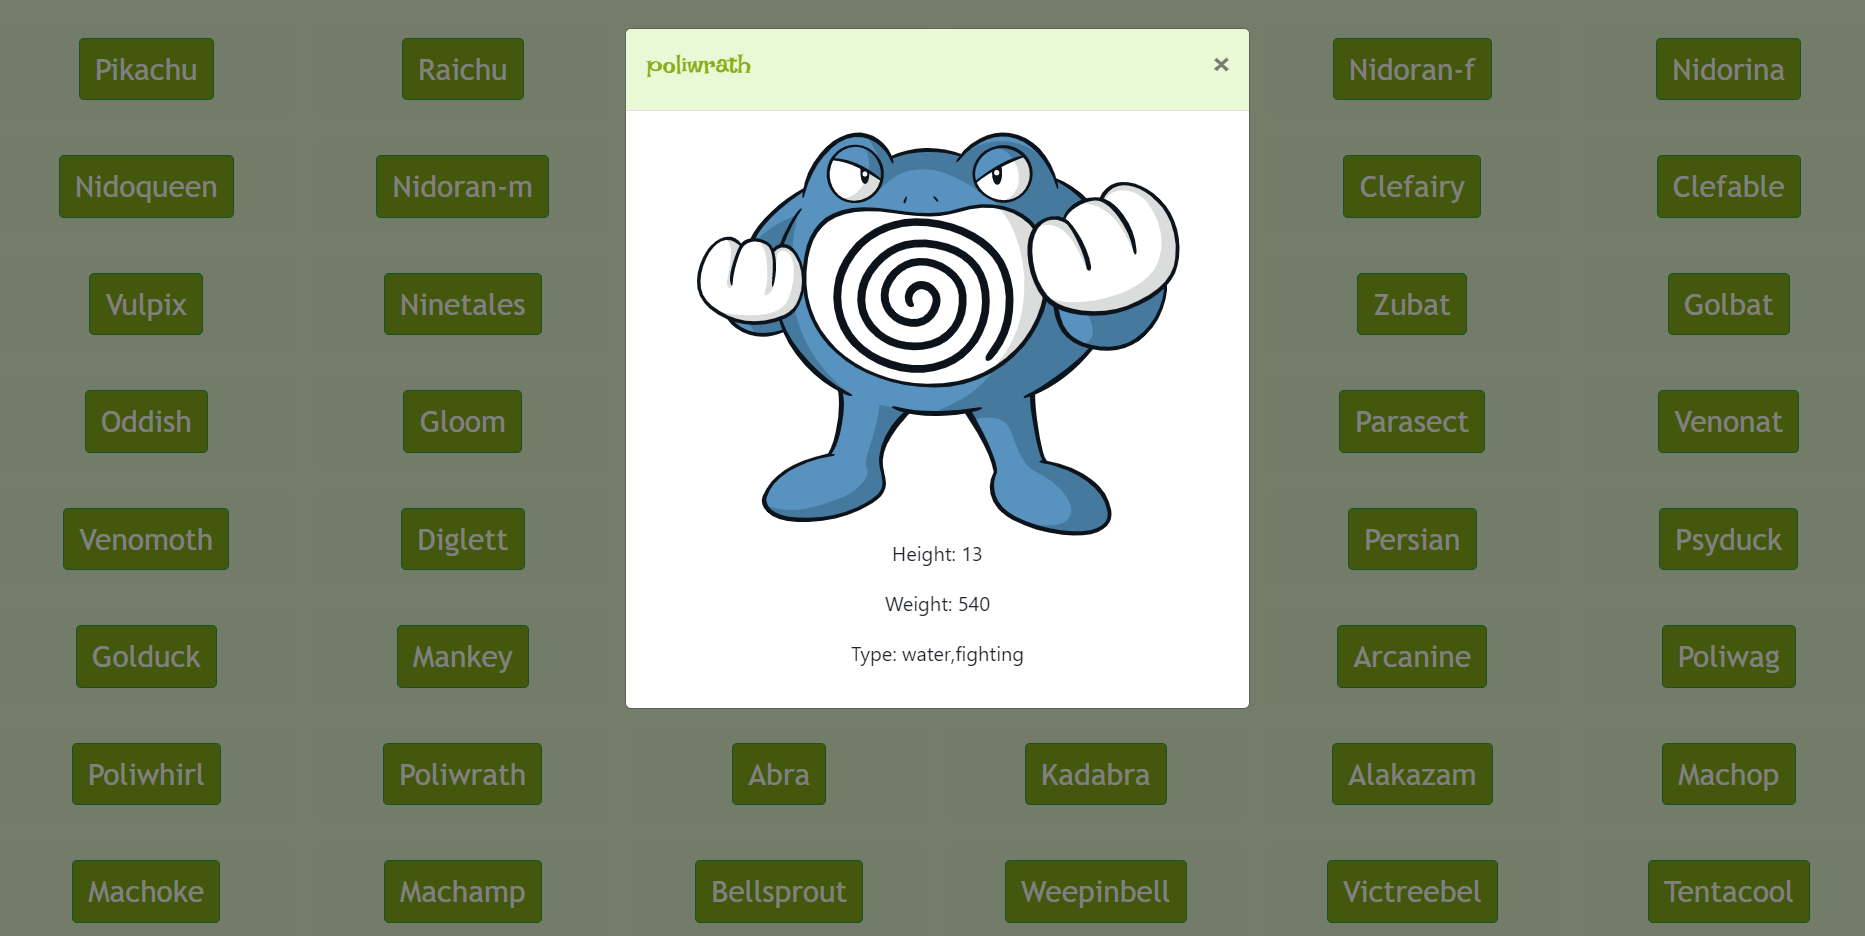 Pikachu
Raichu
Nidoran-f
Nidorina
poliwrath
×
Nidoqueen
Nidoran-m
Clefairy
Clefable
Vulpix
Ninetales
Zubat
Golbat
Oddish
Gloom
Parasect
Venonat
Venomoth
Diglett
Persian
Psyduck
Height: 13
Weight: 540
Type: water,fighting
Golduck
Mankey
Arcanine
Poliwag
Poliwhirl
Poliwrath
Abra
Kadabra
Alakazam
Machop
Machoke
Machamp
Bellsprout
Weepinbell
Victreebel
Tentacool